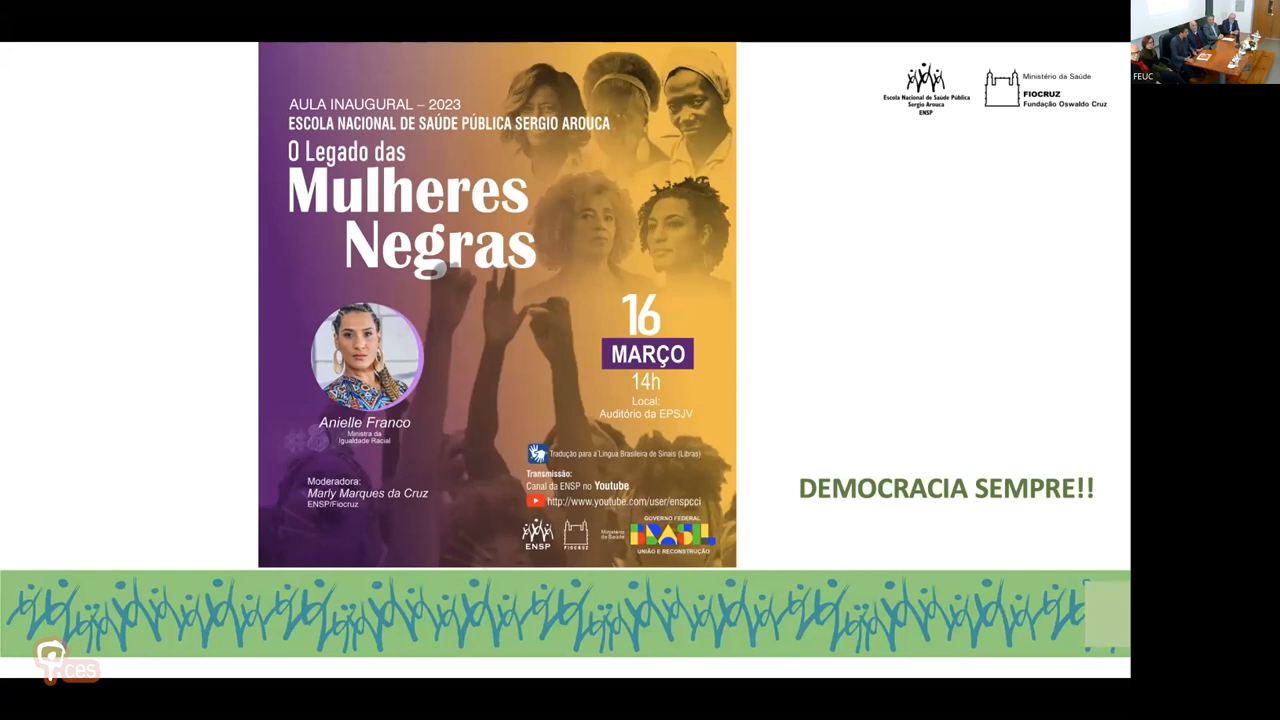 AULA INAUGURAL – 2023
ESCOLA NACIONAL DE SAÚDE PÚBLICA SERGIO AROUCA
O Legado das
Mulheres
Negras
Anielle Franco
Ministra da
Igualdade Racial
Moderadora:
Marly Marques da Cruz
ENSP/Fiocruz
16
MARÇO
14h
Local:
Auditório da EPSJV
Tradução para a Língua Brasileira de Sinais (Libras)
Transmissão:
Canal da ENSP no Youtube
http://www.youtube.com/user/enspcci
ENSP
FIOCRUZ
Ministério
da Saúde
GOVERNO FEDERAL
BRASIL
UNIÃO E RECONSTRUÇÃO
Escola Nacional de Saúde Pública
Sergio Arouca
ENSP
Ministério da Saúde
FIOCRUZ
Fundação Oswaldo Cruz
DEMOCRACIA SEMPRE!!
FEUC
ces